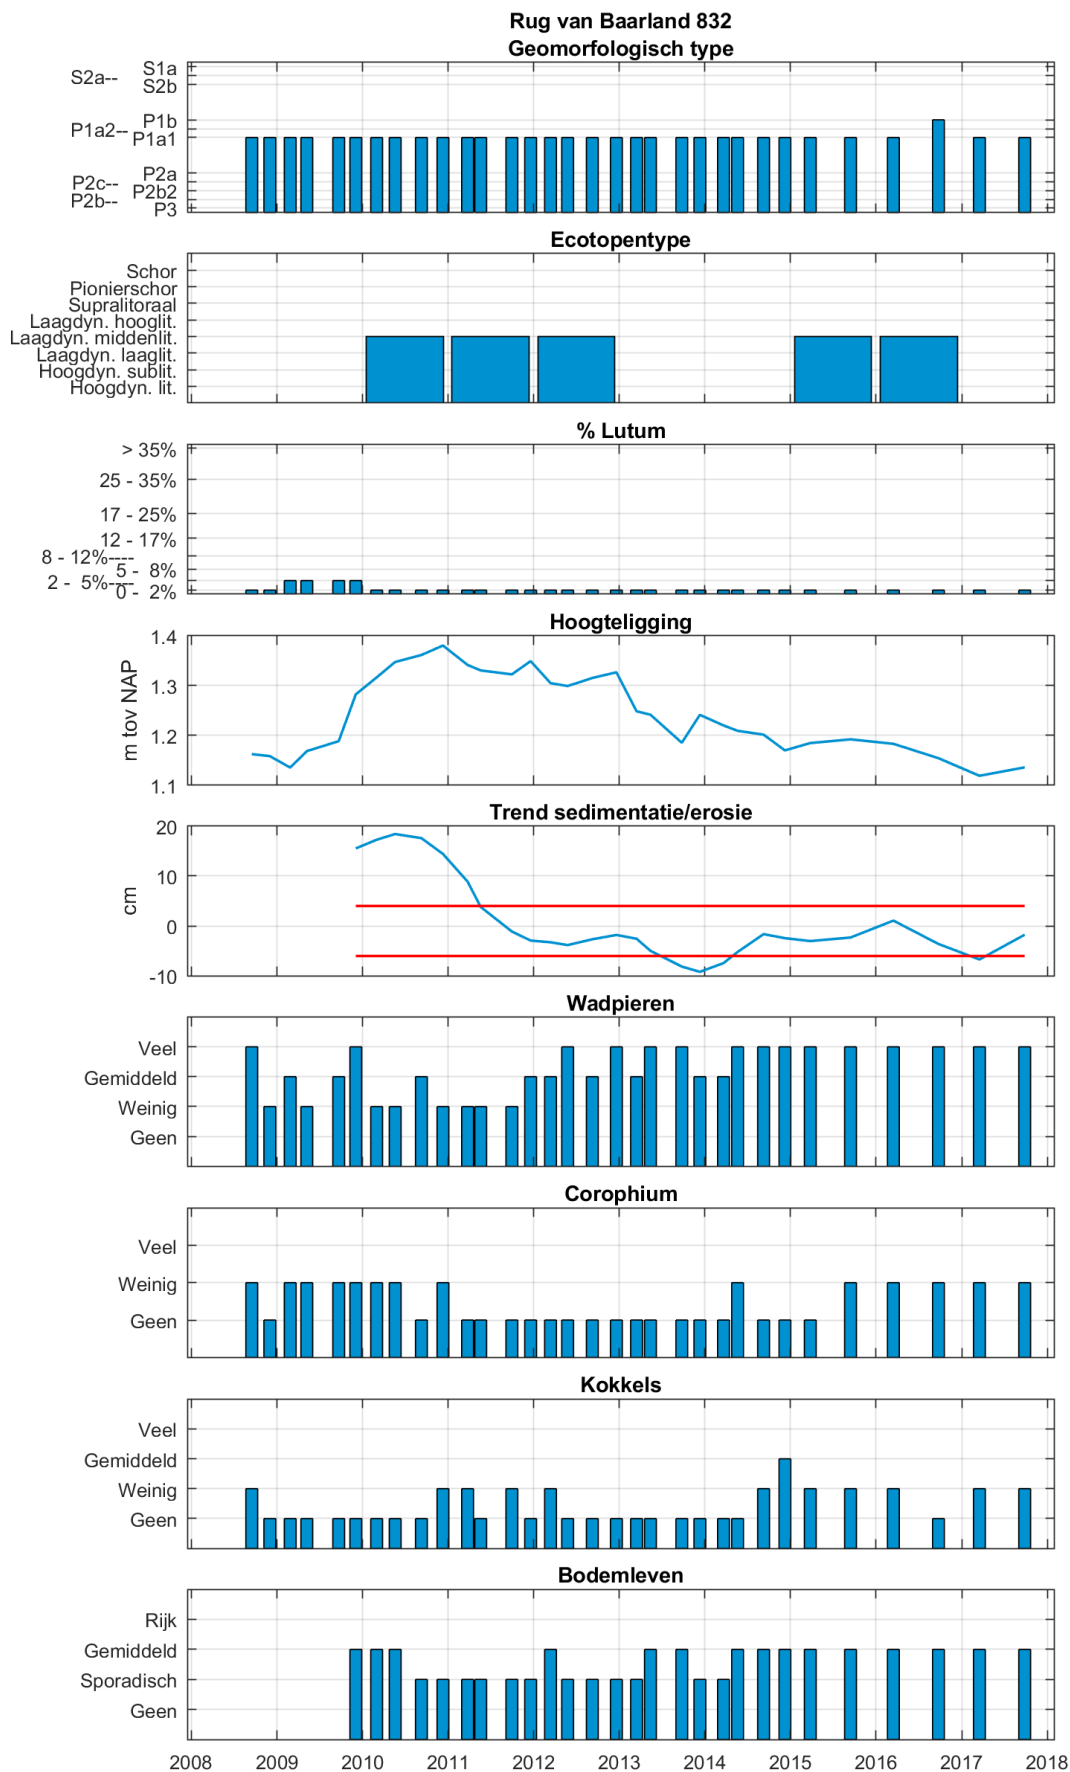 Rug van Baarland 832
Geomorfologisch type
S1a
S2a--
S2b
P1b
P1a2--
P1a1
P2a
P2c--
P2b2
P2b--
P3
Ecotopentype
Schor
Pionierschor
Supralitoraal
Laagdyn. hooglit.
Laagdyn. middenlit.
Laagdyn. laaglit.
Hoogdyn. sublit.
Hoogdyn. lit.
% Lutum
> 35%
25 - 35%
17 - 25%
12 - 17%
8 - 12%----
5 - 8%
2 - 5%----
0 - 2%
Hoogteligging
1.4
1.3
1.2
1.1
m tov NAP
Trend sedimentatie/erosie
20
10
0
-10
cm
Wadpieren
Veel
Gemiddeld
Weinig
Geen
Corophium
Veel
Weinig
Geen
Kokkels
Veel
Gemiddeld
Weinig
Geen
Bodemleven
Rijk
Gemiddeld
Sporadisch
Geen
2008 2009 2010 2011 2012 2013 2014 2015 2016 2017 2018